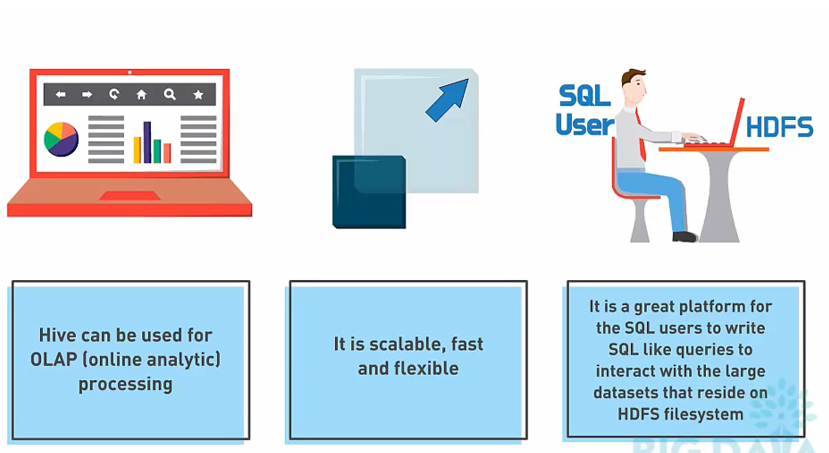 SQL
User
HDFS
Hive can be used for
OLAP (online analytic)
processing
It is scalable, fast
and flexible
It is a great platform for
the SQL users to write
SQL like queries to
interact with the large
datasets that reside on
HDFS filesystem